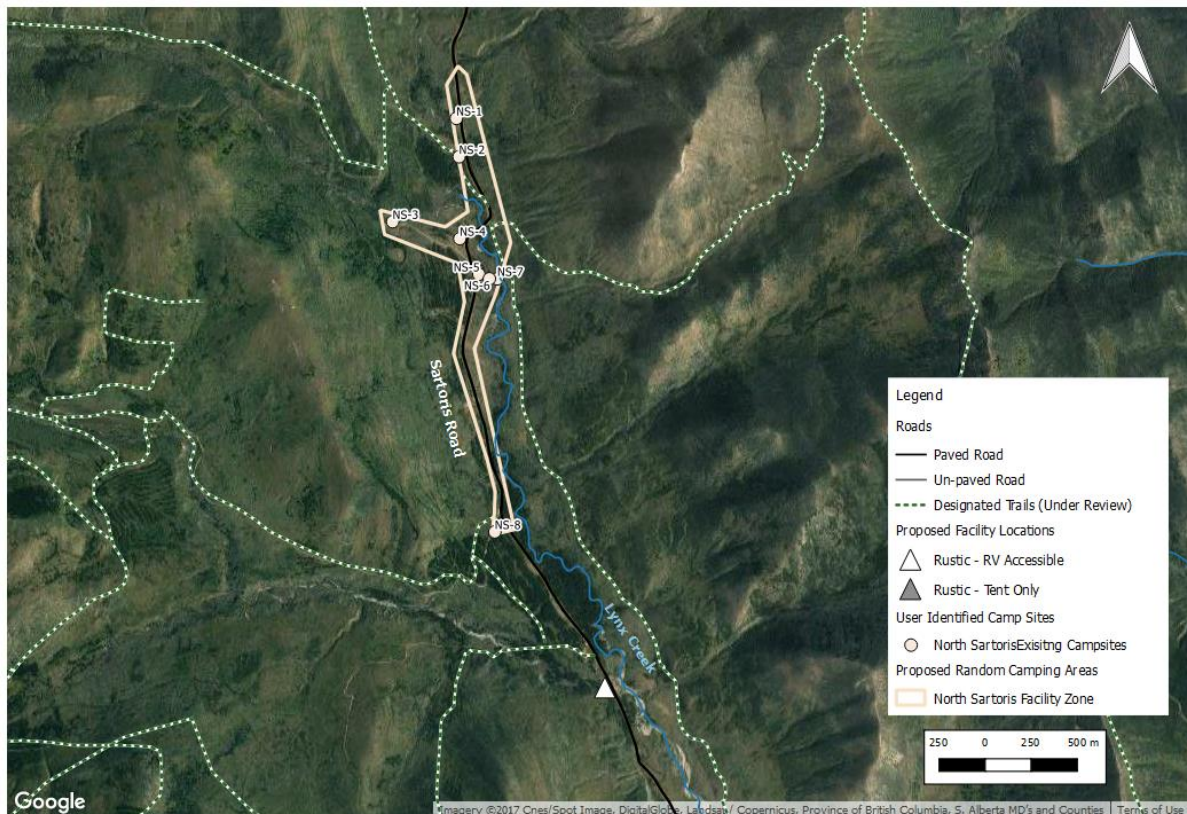 NS-1
NS-2
NS-3
NS-4
NS-5
NS-7
NS-6
Sartoris Road
NS-8
Lynx Creek
Legend
Roads
Paved Road
Un-paved Road
Designated Trails (Under Review)
Proposed Facility Locations
Rustic - RV Accessible
Rustic - Tent Only
User Identified Camp Sites
North SartorisExisitng Campsites
Proposed Random Camping Areas
North Sartoris Facility Zone
250 0 250 500 m
Google
Imagery ©2017 Cnes/Spot Image, DigitalGlobe, Landsat / Copernicus, Province of British Columbia, S. Alberta MD's and Counties | Terms of Use